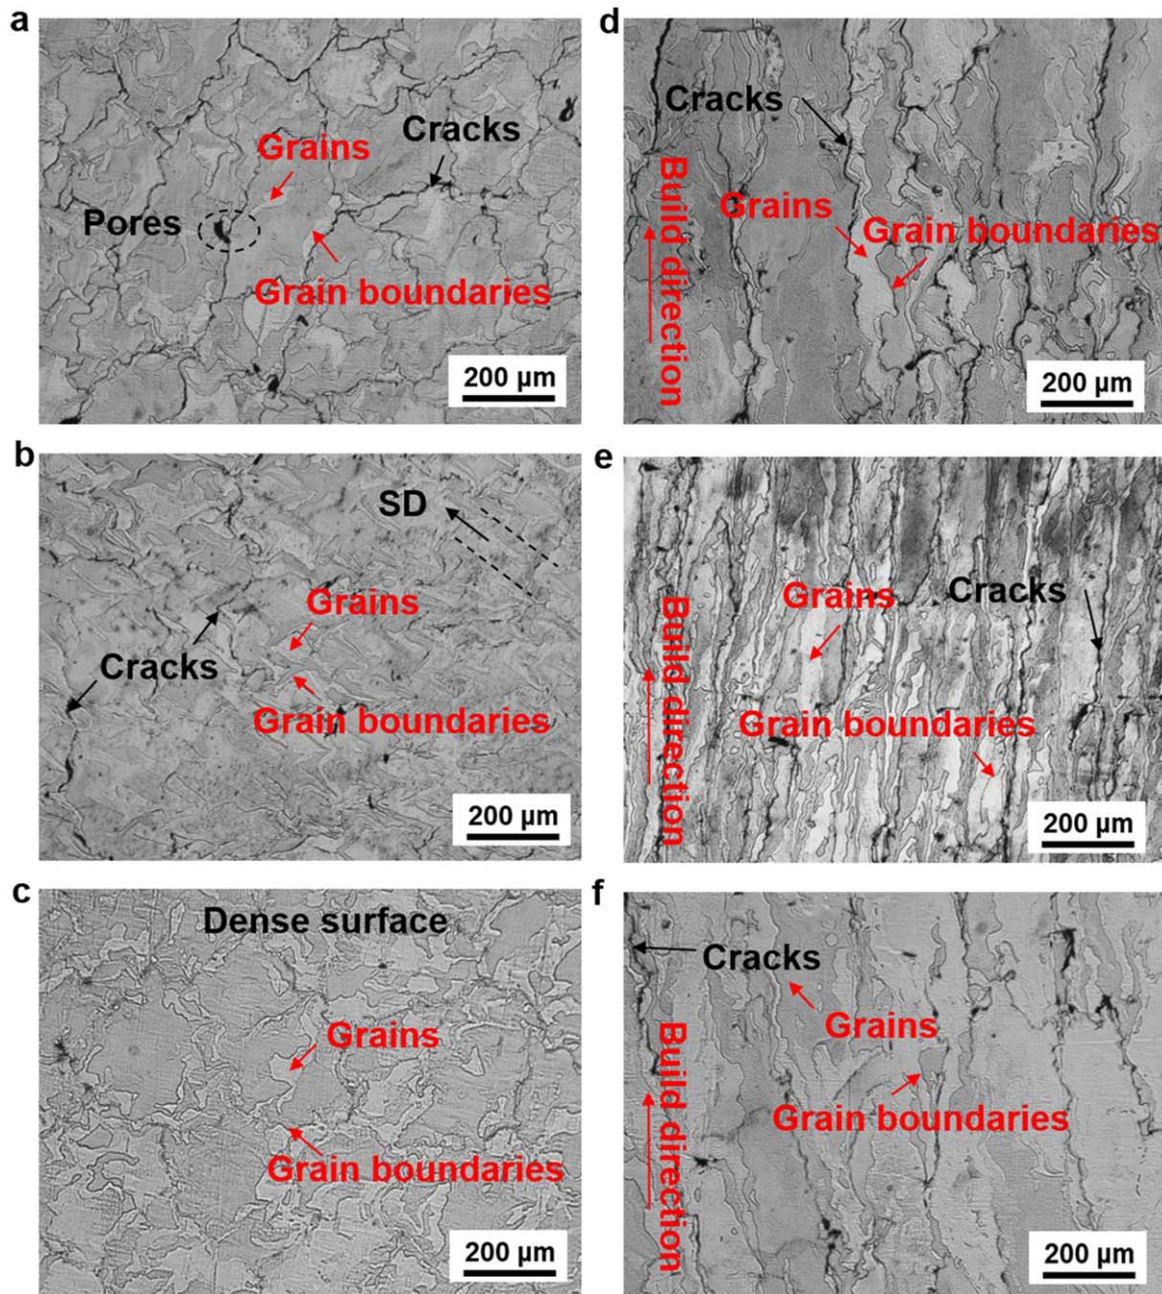 a
Cracks
Grains
Pores
Grain boundaries
200 µm
d
Cracks
Build direction
Grains
Grain boundaries
200 µm
b
SD
Grains
Cracks
Grain boundaries
200 µm
e
Grains
Cracks
Build direction
Grain boundaries
200 µm
c
Dense surface
Grains
Grain boundaries
200 µm
f
Cracks
Grains
Build direction
Grain boundaries
200 µm